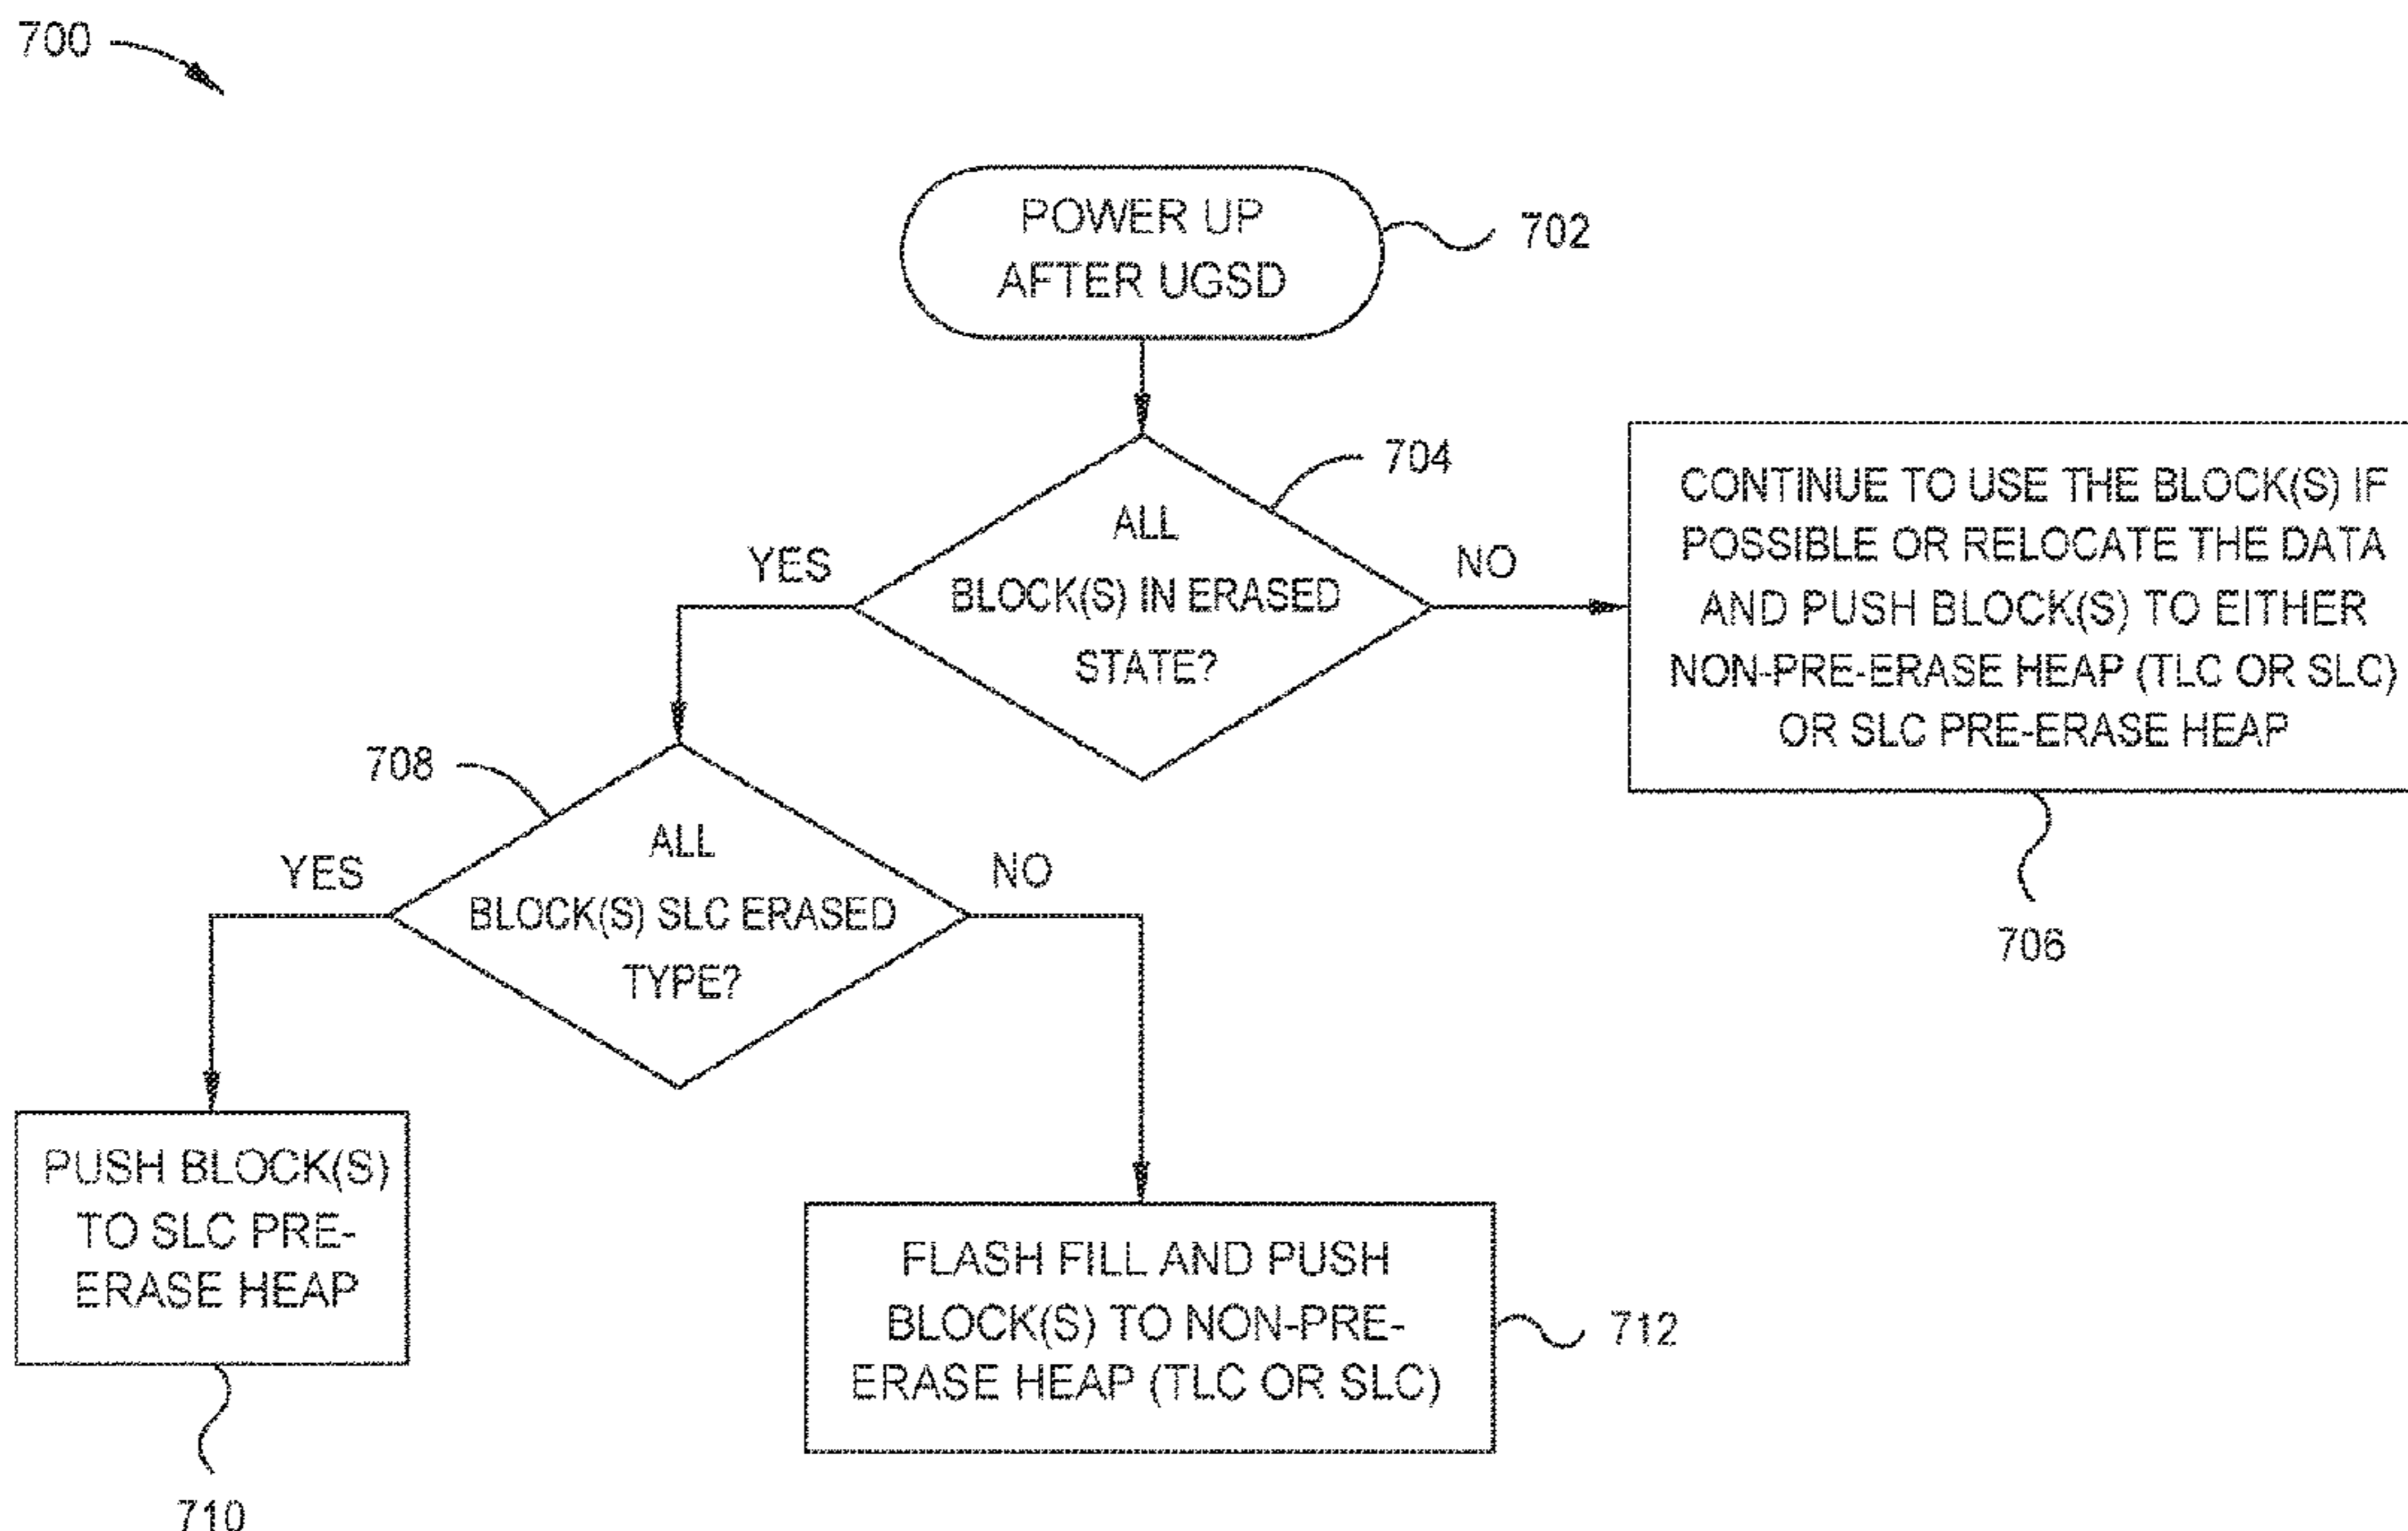 700
POWER UP
AFTER UGSD
702
704
ALL
BLOCK(S) IN ERASED
STATE?
YES
NO
CONTINUE TO USE THE BLOCK(S) IF
POSSIBLE OR RELOCATE THE DATA
AND PUSH BLOCK(S) TO EITHER
NON-PRE-ERASE HEAP (TLC OR SLC)
OR SLC PRE-ERASE HEAP
706
708
ALL
BLOCK(S) SLC ERASED
TYPE?
YES
NO
PUSH BLOCK(S)
TO SLC PRE-
ERASE HEAP
710
FLASH FILL AND PUSH
BLOCK(S) TO NON-PRE-
ERASE HEAP (TLC OR SLC)
712